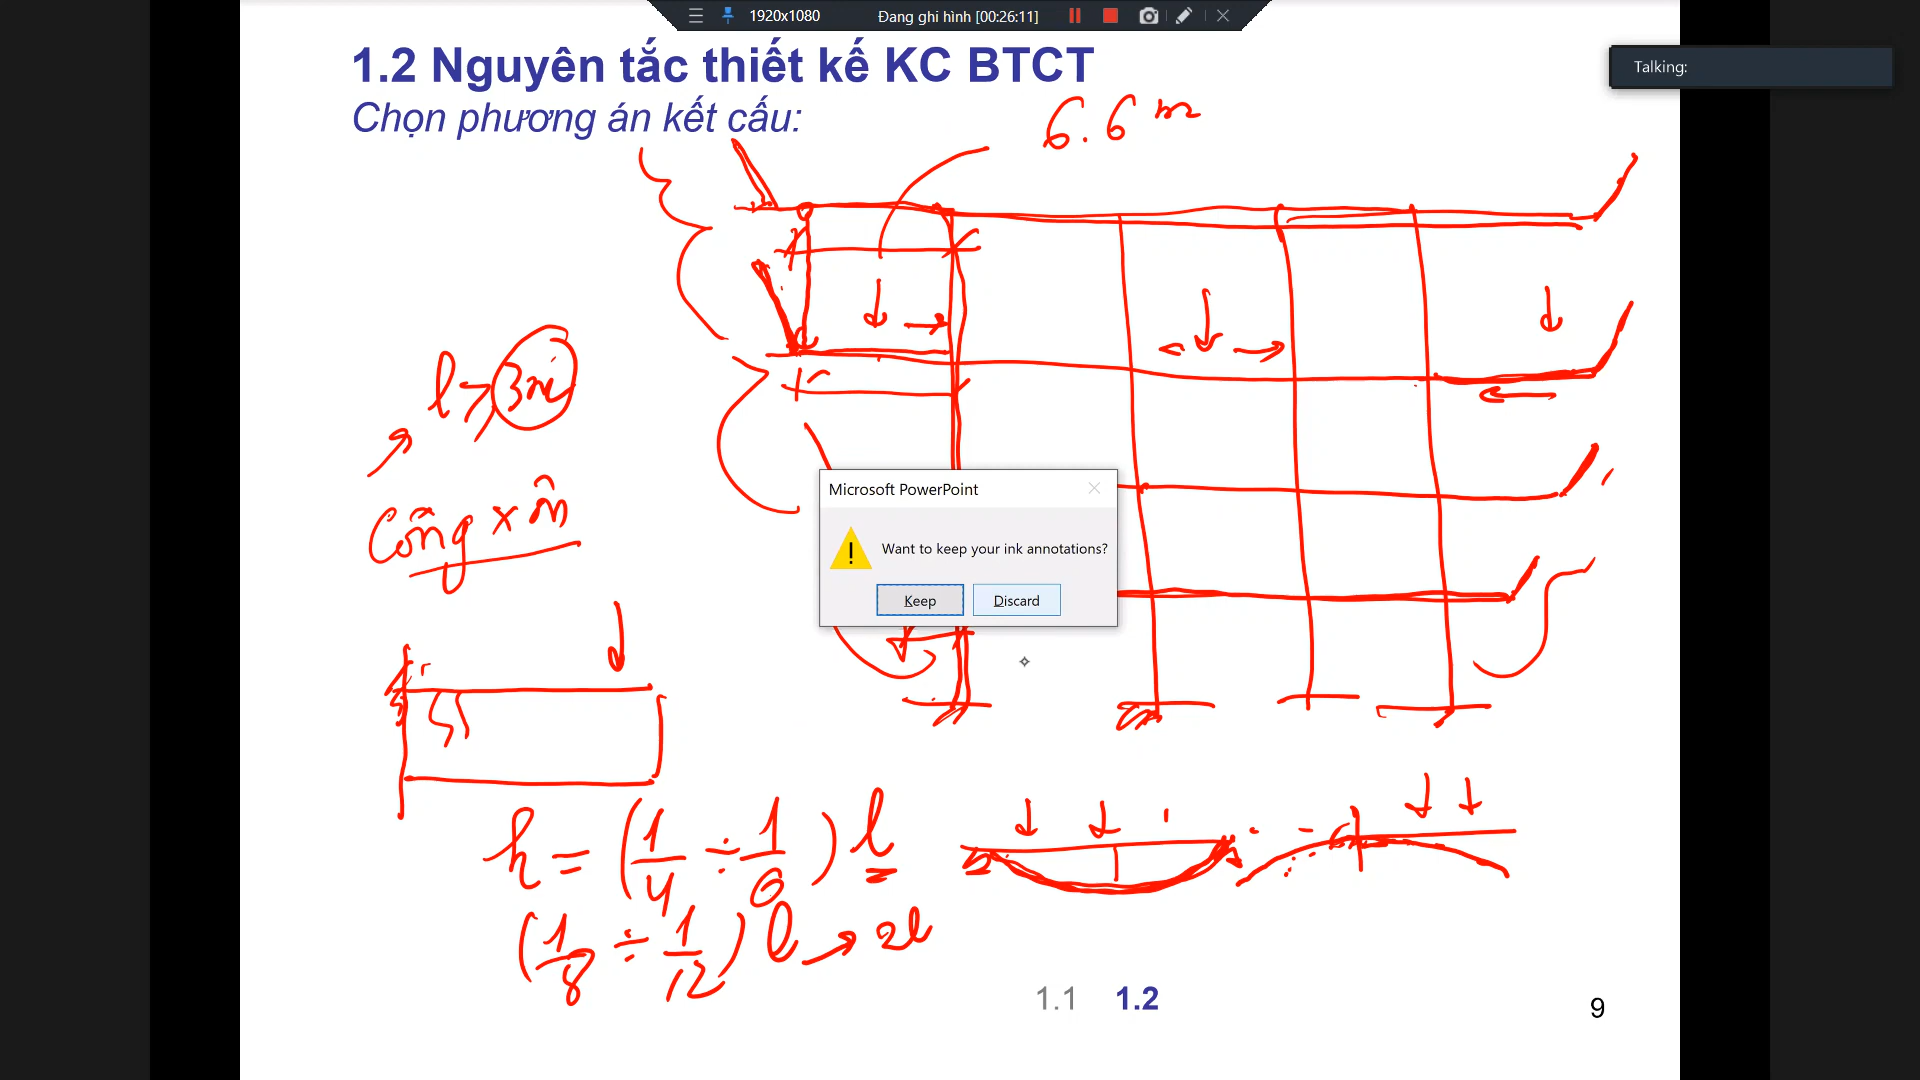 1920x1080
Đang ghi hình [00:26:11]
Talking:
1.2 Nguyên tắc thiết kế KC BTCT
Chọn phương án kết cấu:
6.6 m
l > 3m
Công xôn
Microsoft PowerPoint
Want to keep your ink annotations?
Keep
Discard
h = (1/4 ÷ 1/6) l
(1/8 ÷ 1/12) l → 2l
1.1 1.2
9